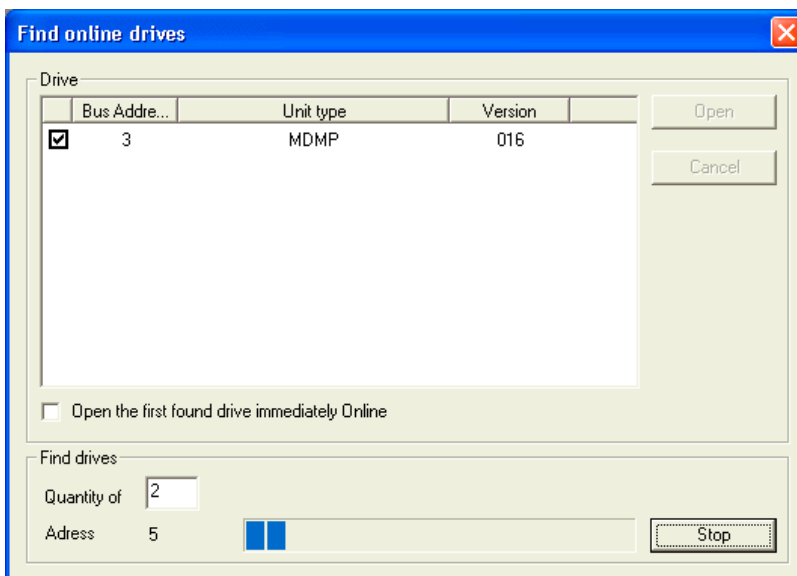 Find online drives
Drive
Bus Addre... Unit type Version
Open
3 MDMP 016
Cancel
Open the first found drive immediately Online
Find drives
Quantity of 2
Adress 5
Stop